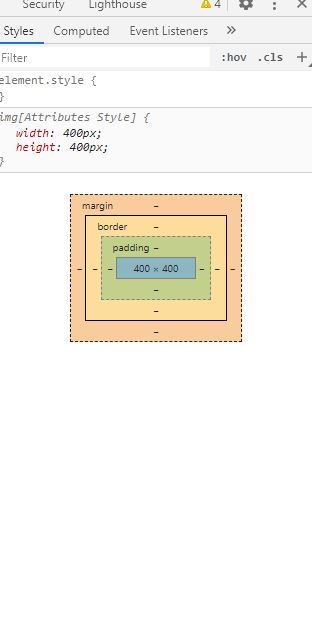 Security Lighthouse 4
Styles Computed Event Listeners »
Filter :hov .cls +
element.style {
}
img[Attributes Style] {
width: 400px;
height: 400px;
}
margin -
border -
padding -
- - - 400 × 400 - - -
-
-
-